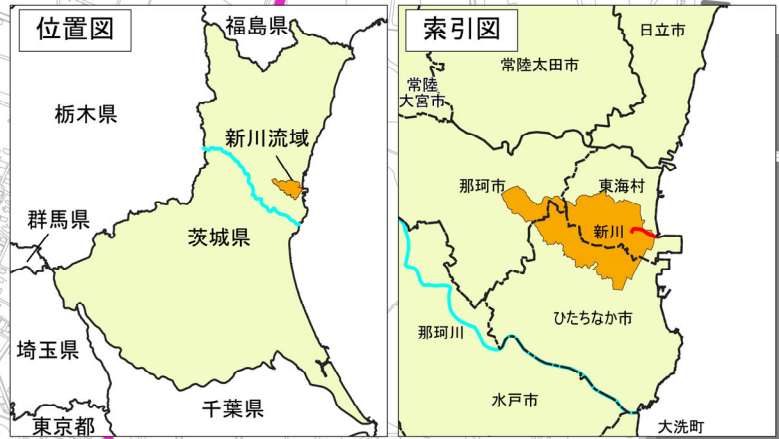 位置図
福島県
栃木県
新川流域
群馬県
茨城県
埼玉県
千葉県
東京都
索引図
日立市
常陸太田市
常陸
大宮市
那珂市
東海村
新川
ひたちなか市
那珂川
水戸市
大洗町